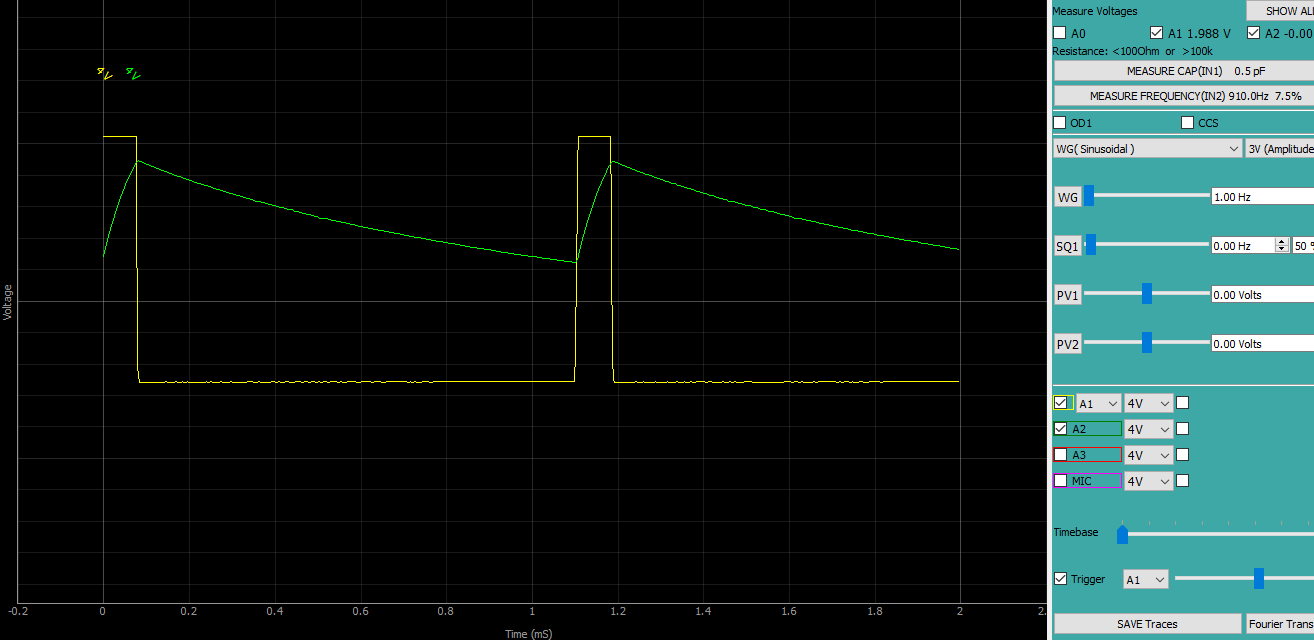 Measure Voltages SHOW ALL
A0 A1 1.988 V A2 -0.00
Resistance: <100Ohm or >100k
MEASURE CAP(IN1) 0.5 pF
MEASURE FREQUENCY(IN2) 910.0Hz 7.5%
OD1 CCS
WG( Sinusoidal ) 3V (Amplitude
WG 1.00 Hz
SQ1 0.00 Hz 50 %
PV1 0.00 Volts
PV2 0.00 Volts
A1 4V
A2 4V
A3 4V
MIC 4V
Timebase
Trigger A1
SAVE Traces Fourier Trans
Voltage
-0.2 0 0.2 0.4 0.6 0.8 1 1.2 1.4 1.6 1.8 2 2.
Time (mS)